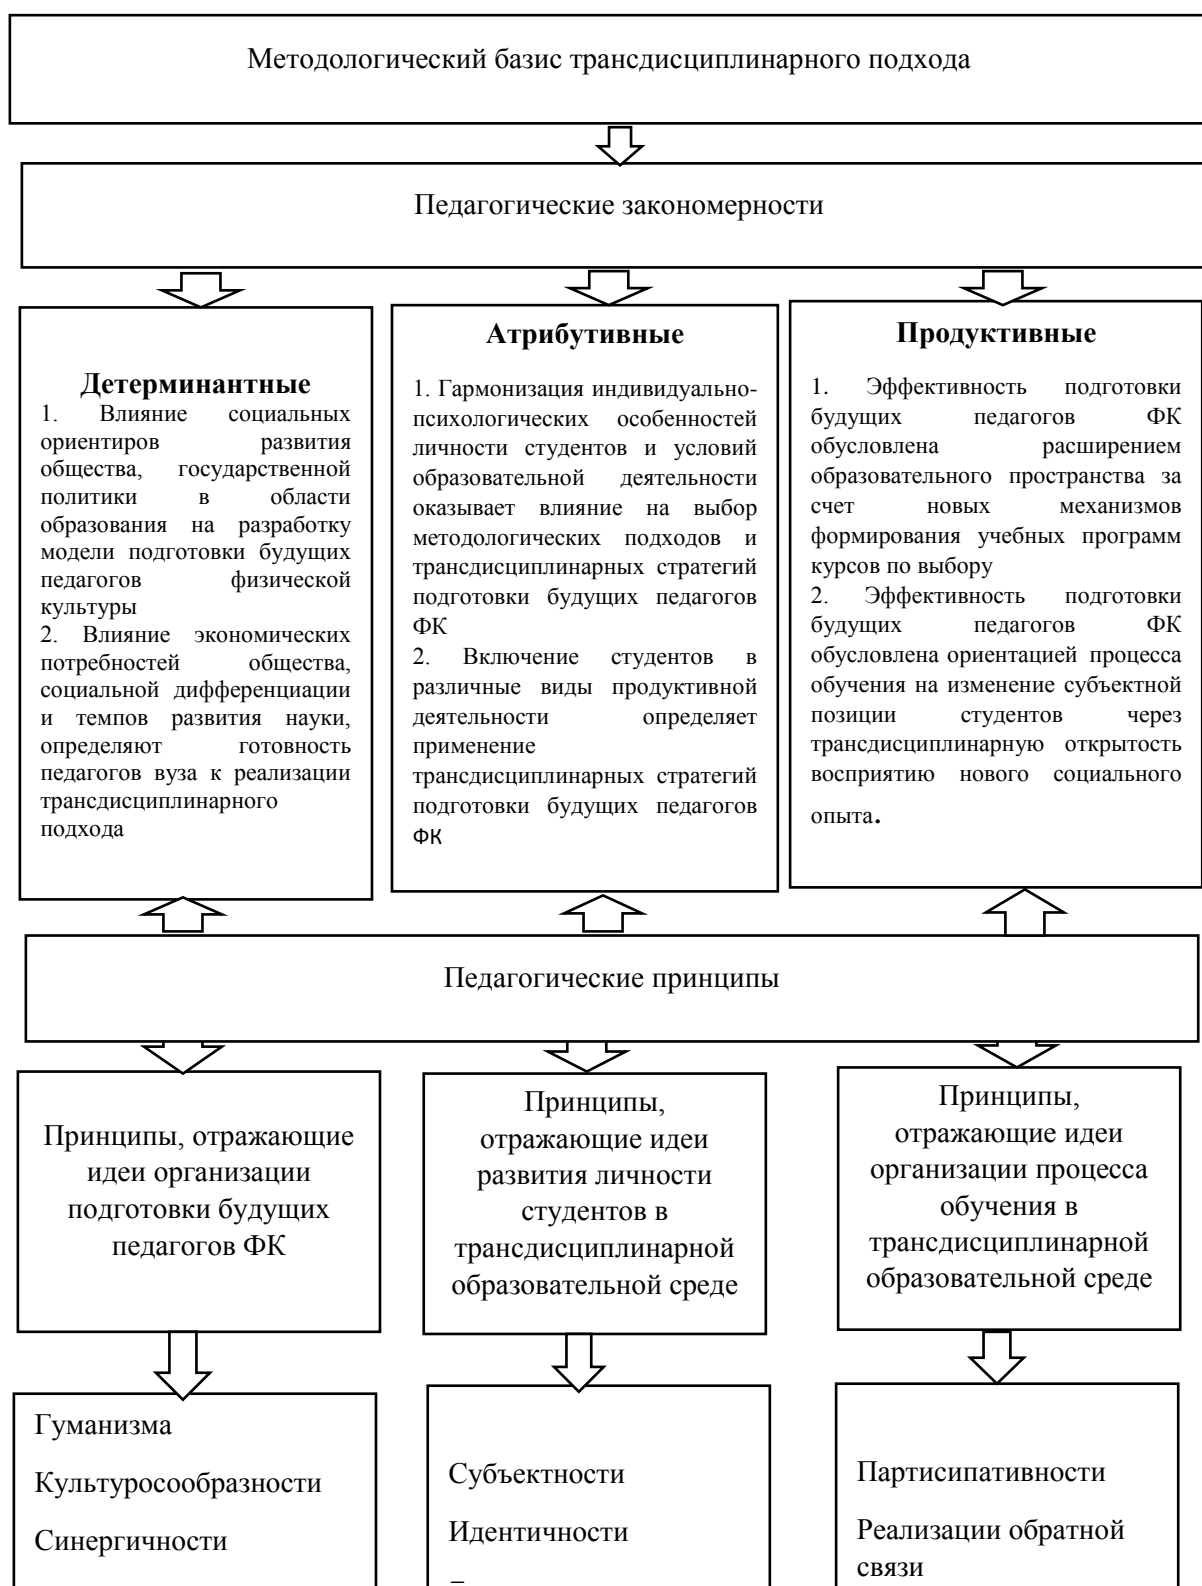 Методологический базис трансдисциплинарного подхода
Педагогические закономерности
Детерминантные
1. Влияние социальных
ориентиров развития
общества, государственной
политики в области
образования на разработку
модели подготовки будущих
педагогов физической
культуры
2. Влияние экономических
потребностей общества,
социальной дифференциации
и темпов развития науки,
определяют готовность
педагогов вуза к реализации
трансдисциплинарного
подхода
Атрибутивные
1. Гармонизация индивидуально-
психологических особенностей
личности студентов и условий
образовательной деятельности
оказывает влияние на выбор
методологических подходов и
трансдисциплинарных стратегий
подготовки будущих педагогов
ФК
2. Включение студентов в
различные виды продуктивной
деятельности определяет
применение
трансдисциплинарных стратегий
подготовки будущих педагогов
ФК
Продуктивные
1. Эффективность подготовки
будущих педагогов ФК
обусловлена расширением
образовательного пространства за
счет новых механизмов
формирования учебных программ
курсов по выбору
2. Эффективность подготовки
будущих педагогов ФК
обусловлена ориентацией процесса
обучения на изменение субъектной
позиции студентов через
трансдисциплинарную открытость
восприятию нового социального
опыта.
Педагогические принципы
Принципы, отражающие
идеи организации
подготовки будущих
педагогов ФК
Принципы,
отражающие идеи
развития личности
студентов в
трансдисциплинарной
образовательной среде
Принципы,
отражающие идеи
организации процесса
обучения в
трансдисциплинарной
образовательной среде
Гуманизма
Культуросообразности
Синергичности
Субъектности
Идентичности
Партисипативности
Реализации обратной
связи